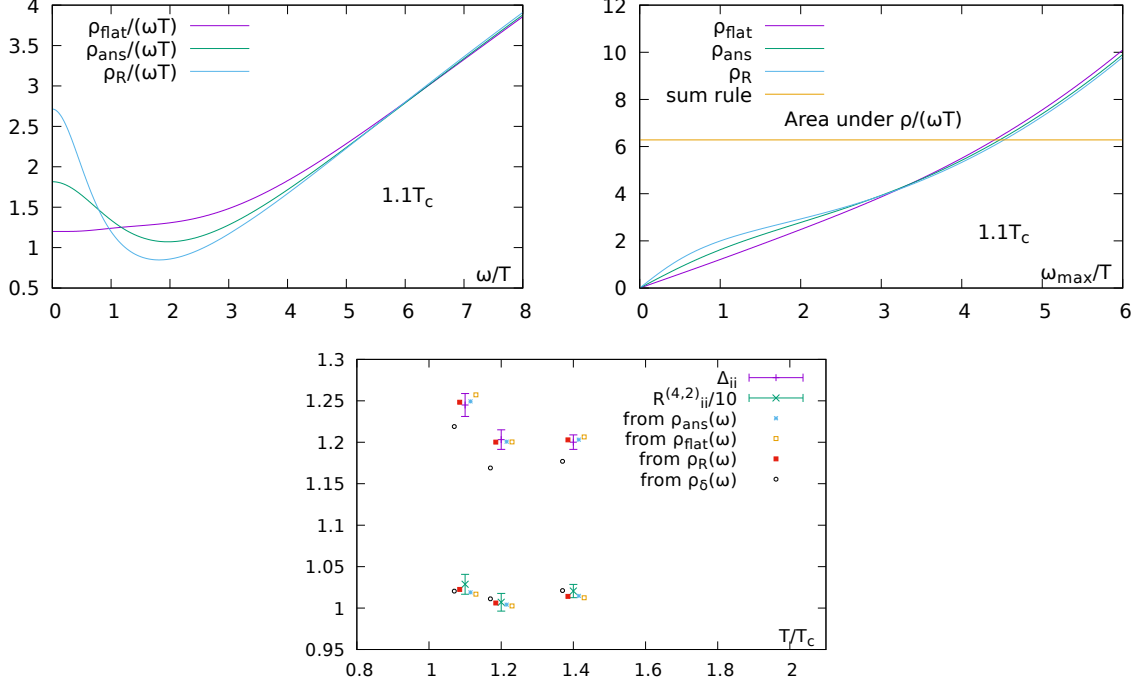 4
3.5
3
2.5
2
1.5
1
0.5
ρflat/(ωT)
ρans/(ωT)
ρR/(ωT)
1.1Tc
ω/T
0 1 2 3 4 5 6 7 8
12
10
8
6
4
2
0
ρflat
ρans
ρR
sum rule
Area under ρ/(ωT)
1.1Tc
ωmax/T
0 1 2 3 4 5 6
1.3
1.25
1.2
1.15
1.1
1.05
1
0.95
Δii
R(4,2)ii/10
from ρans(ω)
from ρflat(ω)
from ρR(ω)
from ρδ(ω)
T/Tc
0.8 1 1.2 1.4 1.6 1.8 2